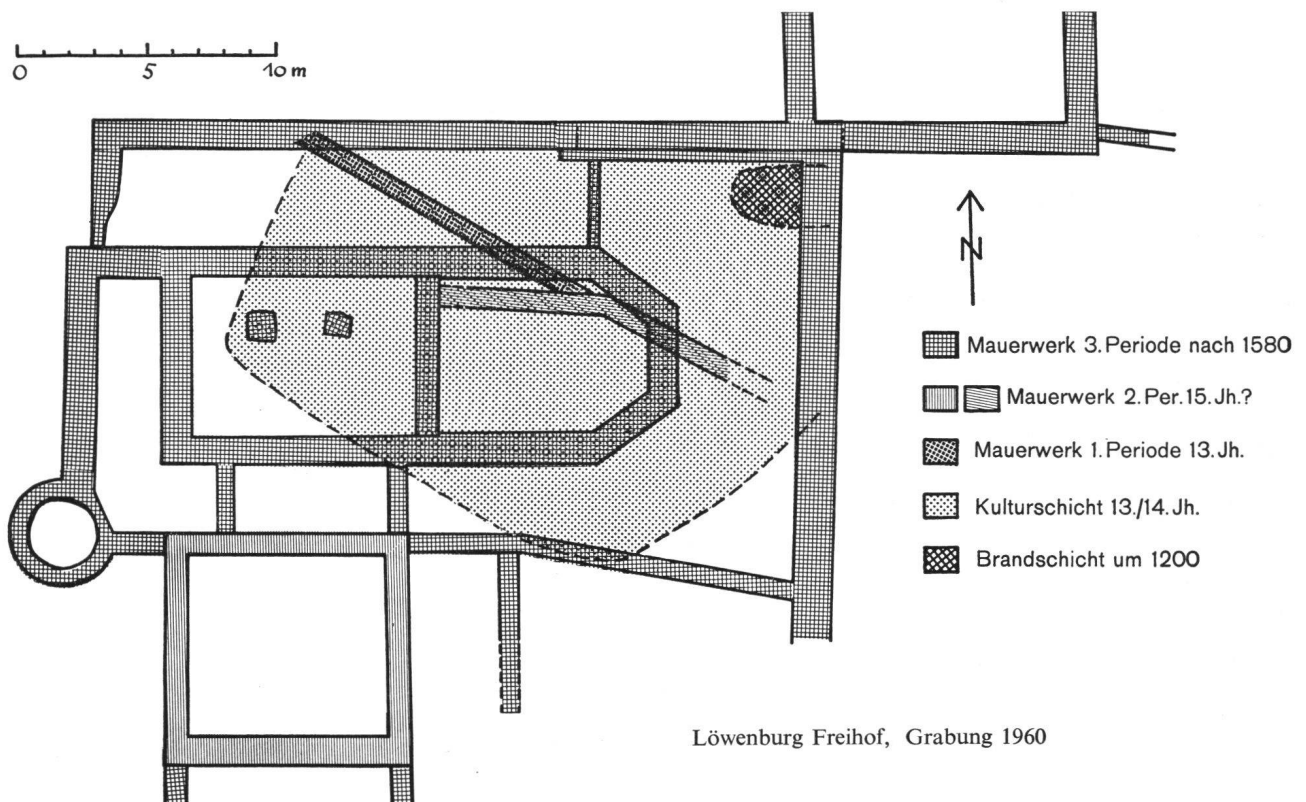 0 5 10 m
N
Mauerwerk 3. Periode nach 1580
Mauerwerk 2. Per. 15. Jh.?
Mauerwerk 1. Periode 13. Jh.
Kulturschicht 13./14. Jh.
Brandschicht um 1200
Löwenburg Freihof, Grabung 1960